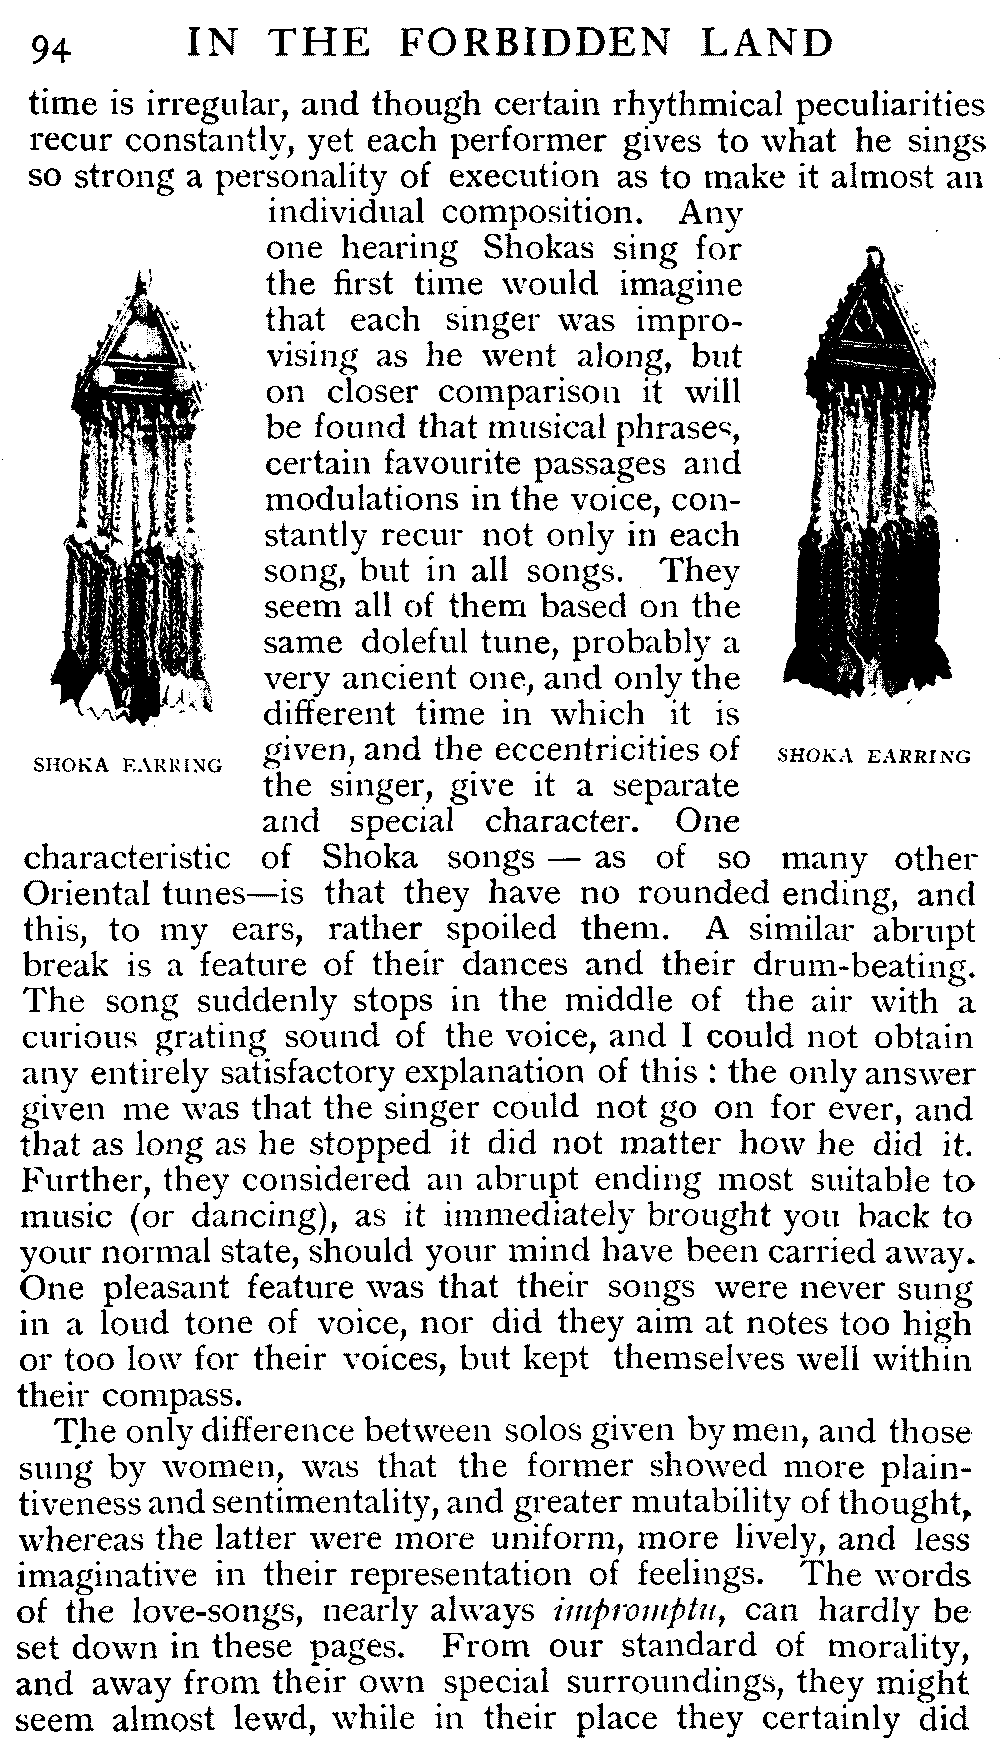 94 IN THE FORBIDDEN LAND
time is irregular, and though certain rhythmical peculiarities
recur constantly, yet each performer gives to what he sings
so strong a personality of execution as to make it almost an
individual composition. Any
one hearing Shokas sing for
the first time would imagine
that each singer was impro-
vising as he went along, but
on closer comparison it will
be found that musical phrases,
certain favourite passages and
modulations in the voice, con-
stantly recur not only in each
song, but in all songs. They
seem all of them based on the
same doleful tune, probably a
very ancient one, and only the
different time in which it is
given, and the eccentricities of
the singer, give it a separate
and special character. One
SHOKA EARRING
SHOKA EARRING
characteristic of Shoka songs — as of so many other
Oriental tunes—is that they have no rounded ending, and
this, to my ears, rather spoiled them. A similar abrupt
break is a feature of their dances and their drum-beating.
The song suddenly stops in the middle of the air with a
curious grating sound of the voice, and I could not obtain
any entirely satisfactory explanation of this : the only answer
given me was that the singer could not go on for ever, and
that as long as he stopped it did not matter how he did it.
Further, they considered an abrupt ending most suitable to
music (or dancing), as it immediately brought you back to
your normal state, should your mind have been carried away.
One pleasant feature was that their songs were never sung
in a loud tone of voice, nor did they aim at notes too high
or too low for their voices, but kept themselves well within
their compass.
The only difference between solos given by men, and those
sung by women, was that the former showed more plain-
tiveness and sentimentality, and greater mutability of thought,
whereas the latter were more uniform, more lively, and less
imaginative in their representation of feelings. The words
of the love-songs, nearly always impromptu, can hardly be
set down in these pages. From our standard of morality,
and away from their own special surroundings, they might
seem almost lewd, while in their place they certainly did